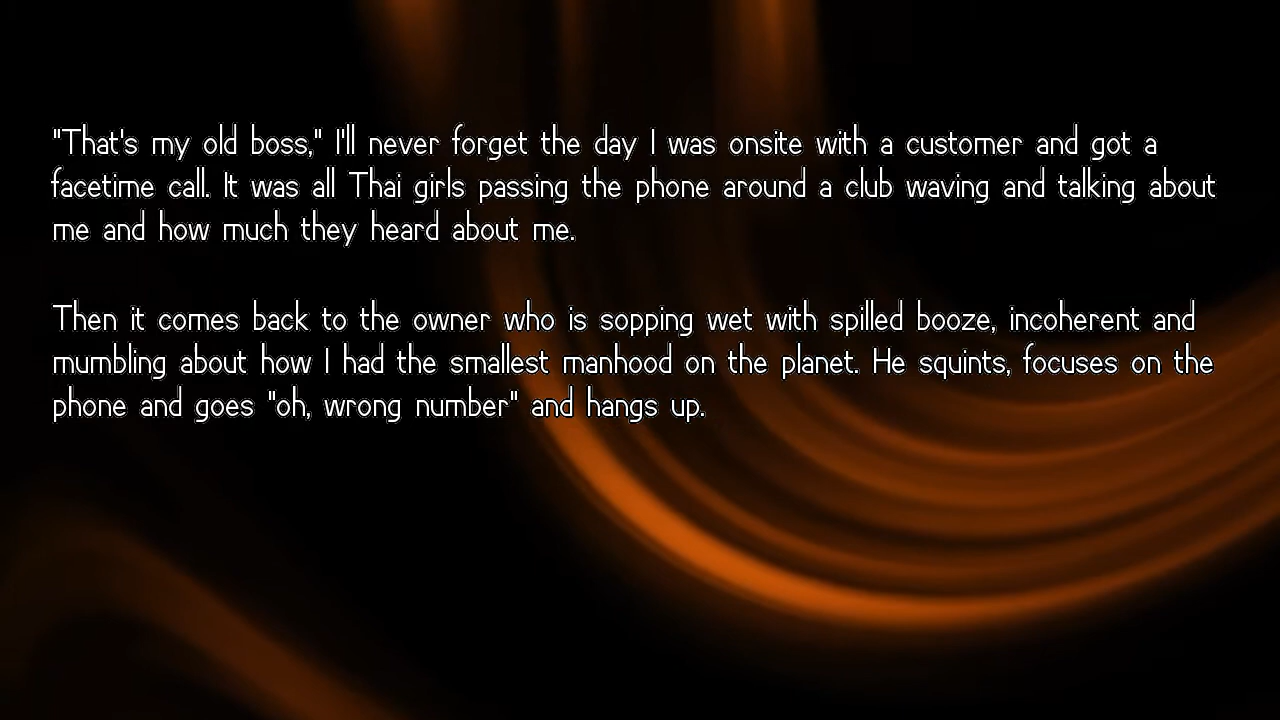 "That's my old boss," I'll never forget the day I was onsite with a customer and got a
facetime call. It was all Thai girls passing the phone around a club waving and talking about
me and how much they heard about me.
Then it comes back to the owner who is sopping wet with spilled booze, incoherent and
mumbling about how I had the smallest manhood on the planet. He squints, focuses on the
phone and goes "oh, wrong number" and hangs up.